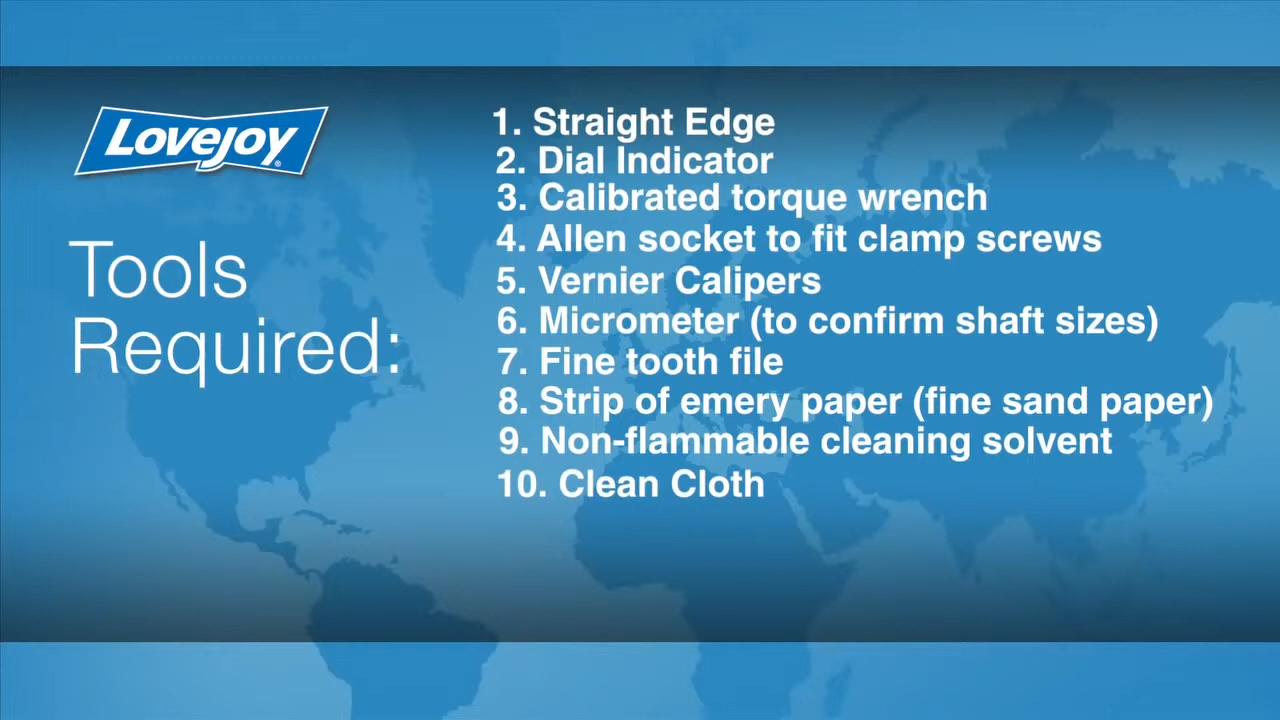 Lovejoy®
Tools
Required:
1. Straight Edge
2. Dial Indicator
3. Calibrated torque wrench
4. Allen socket to fit clamp screws
5. Vernier Calipers
6. Micrometer (to confirm shaft sizes)
7. Fine tooth file
8. Strip of emery paper (fine sand paper)
9. Non-flammable cleaning solvent
10. Clean Cloth